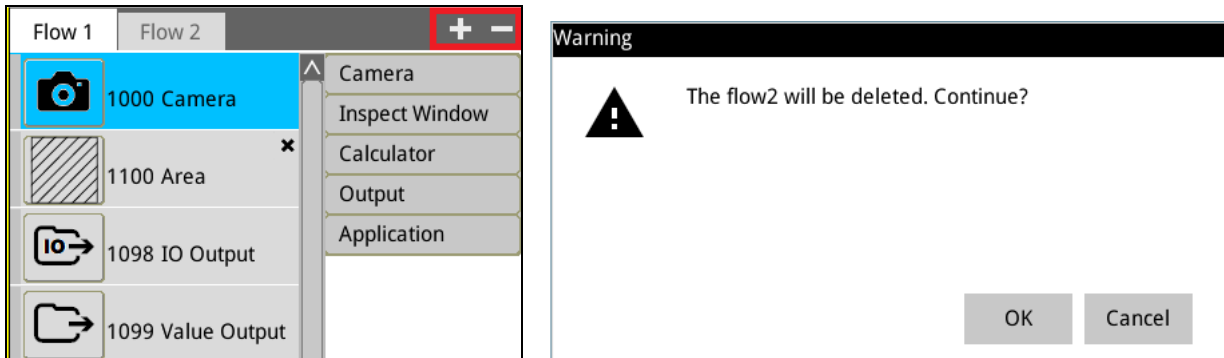 Flow 1
Flow 2
1000 Camera
1100 Area
IO
1098 IO Output
1099 Value Output
Camera
Inspect Window
Calculator
Output
Application
Warning
The flow2 will be deleted. Continue?
OK
Cancel